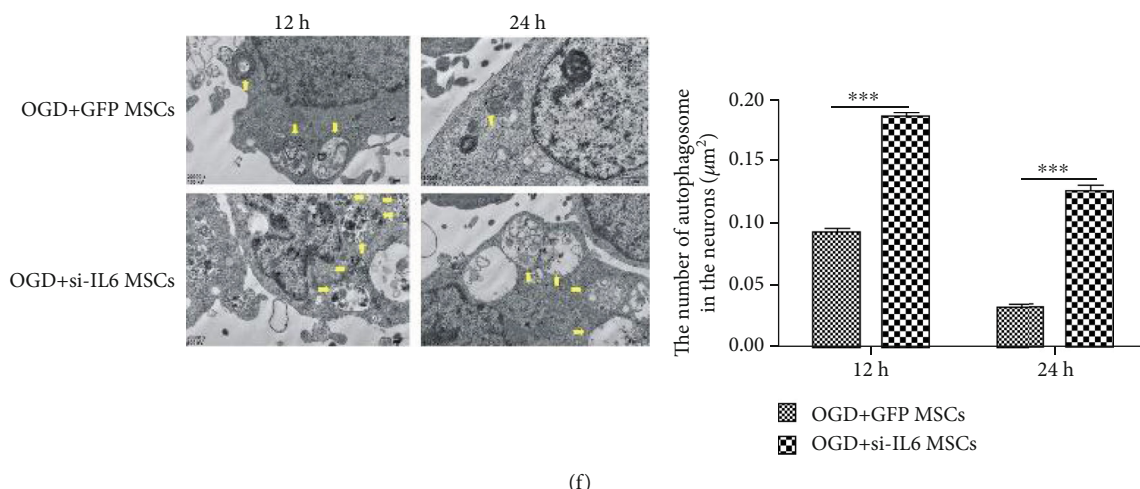 12 h
24 h
OGD+GFP MSCs
OGD+si-IL6 MSCs
The number of autophagosome
in the neurons (μm²)
0.20
0.15
0.10
0.05
0.00
***
***
12 h
24 h
OGD+GFP MSCs
OGD+si-IL6 MSCs
(f)